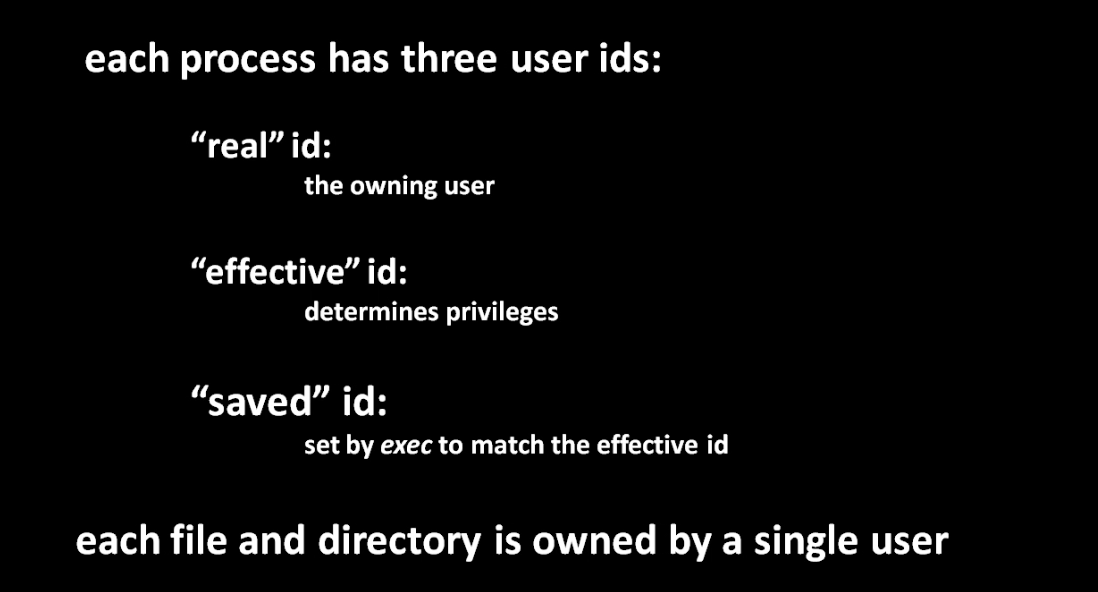 each process has three user ids:
“real” id:
the owning user
“effective” id:
determines privileges
“saved” id:
set by exec to match the effective id
each file and directory is owned by a single user